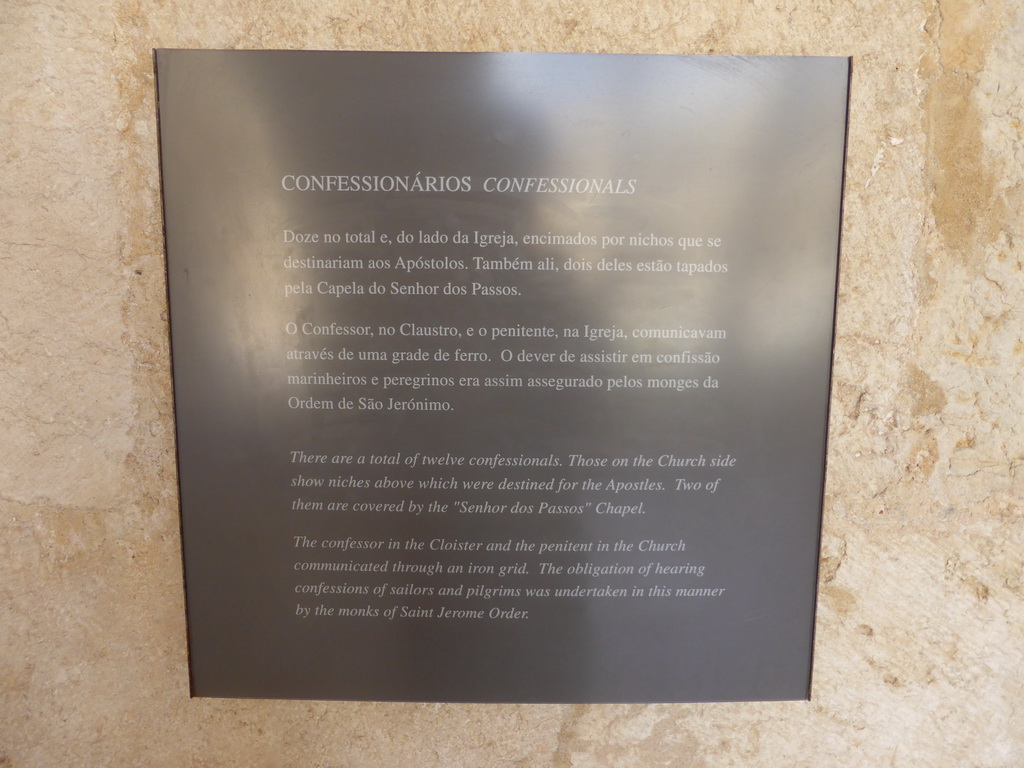 CONFESSIONÁRIOS CONFESSIONALS
Doze no total e, do lado da Igreja, encimados por nichos que se
destinariam aos Apóstolos. Também ali, dois deles estão tapados
pela Capela do Senhor dos Passos.
O Confessor, no Claustro, e o penitente, na Igreja, comunicavam
através de uma grade de ferro. O dever de assistir em confissão
marinheiros e peregrinos era assim assegurado pelos monges da
Ordem de São Jerónimo.
There are a total of twelve confessionals. Those on the Church side
show niches above which were destined for the Apostles. Two of
them are covered by the "Senhor dos Passos" Chapel.
The confessor in the Cloister and the penitent in the Church
communicated through an iron grid. The obligation of hearing
confessions of sailors and pilgrims was undertaken in this manner
by the monks of Saint Jerome Order.